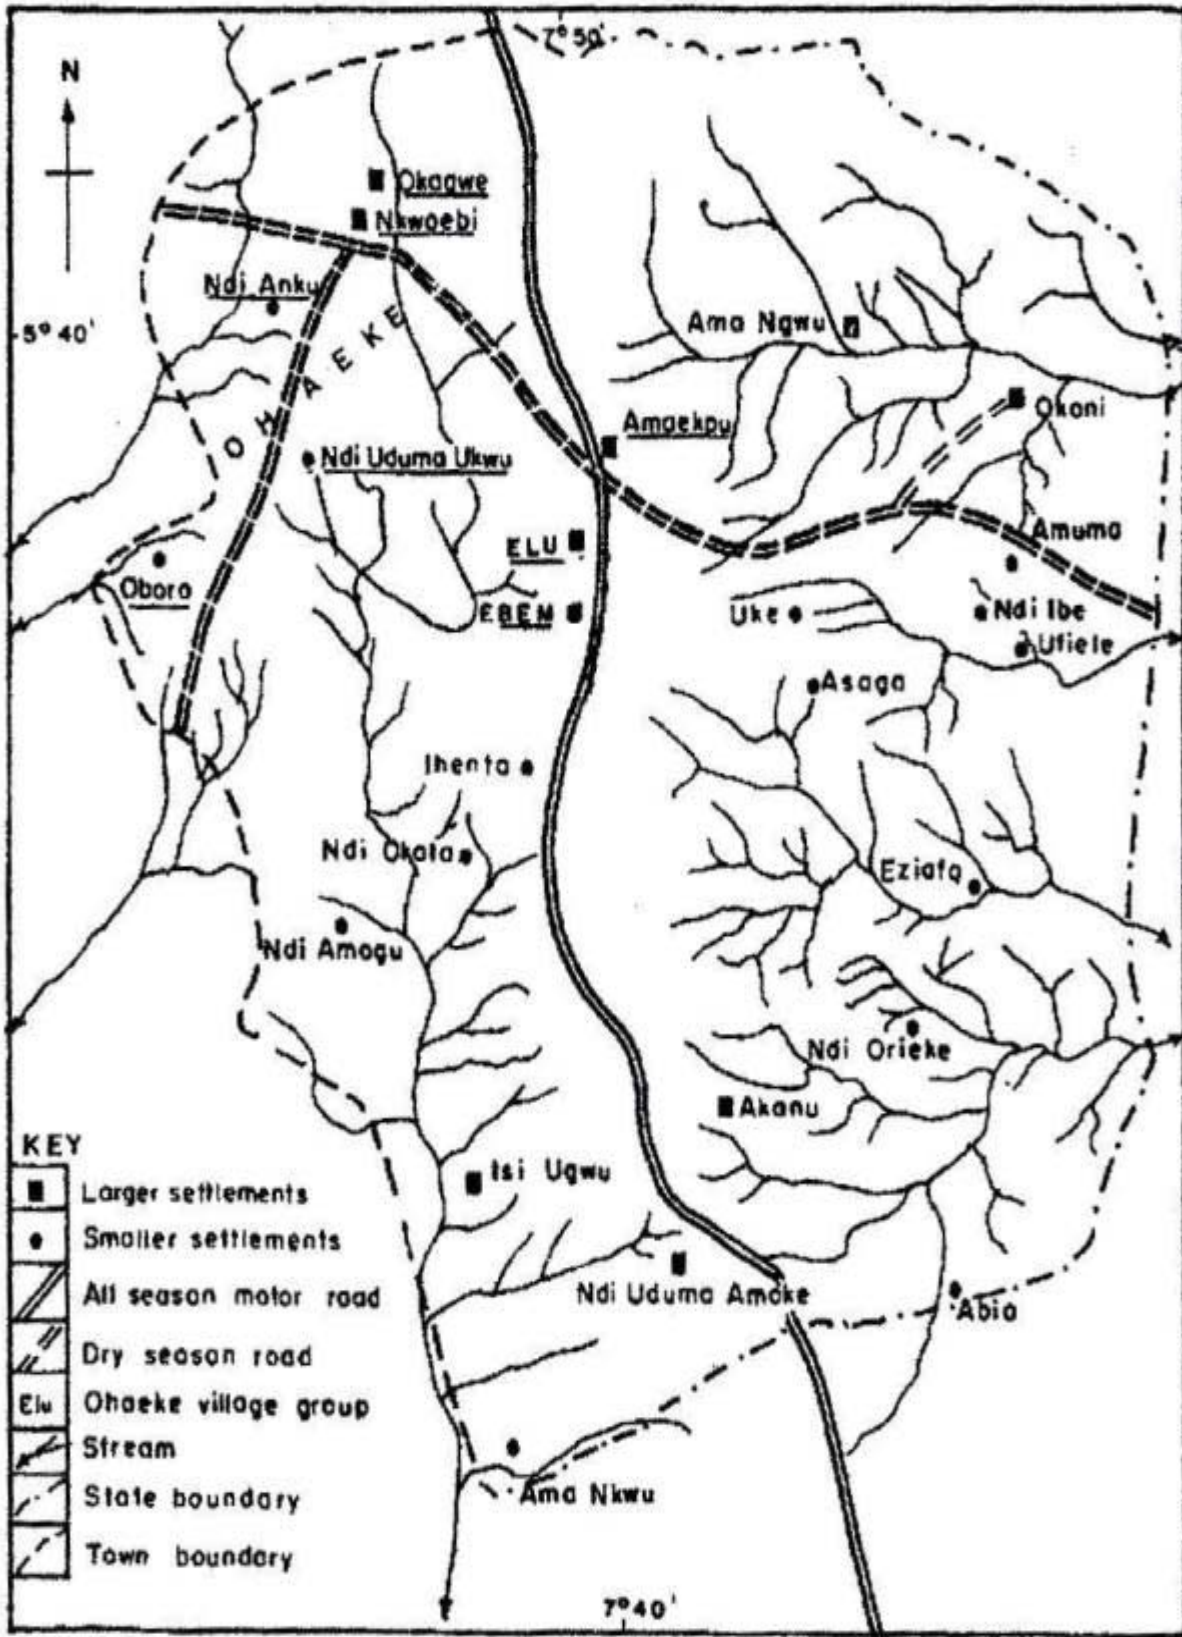 7° 50'
N
Okagwe
Nkwoebi
Ndi Anku
5° 40'
OHAEKE
Ama Ngwu
Okoni
Amaekpu
Ndi Uduma Ukwu
ELU
Amuma
Oboro
EBEM
Uke
Ndi Ibe
Ufiele
Asaga
Ihenta
Ndi Okala
Eziafa
Ndi Amogu
Ndi Orieke
Akanu
Isi Ugwu
Ndi Uduma Amoke
Abia
Ama Nkwu
7° 40'
KEY
Larger settlements
Smaller settlements
All season motor road
Dry season road
Elu Ohaeke village group
Stream
State boundary
Town boundary